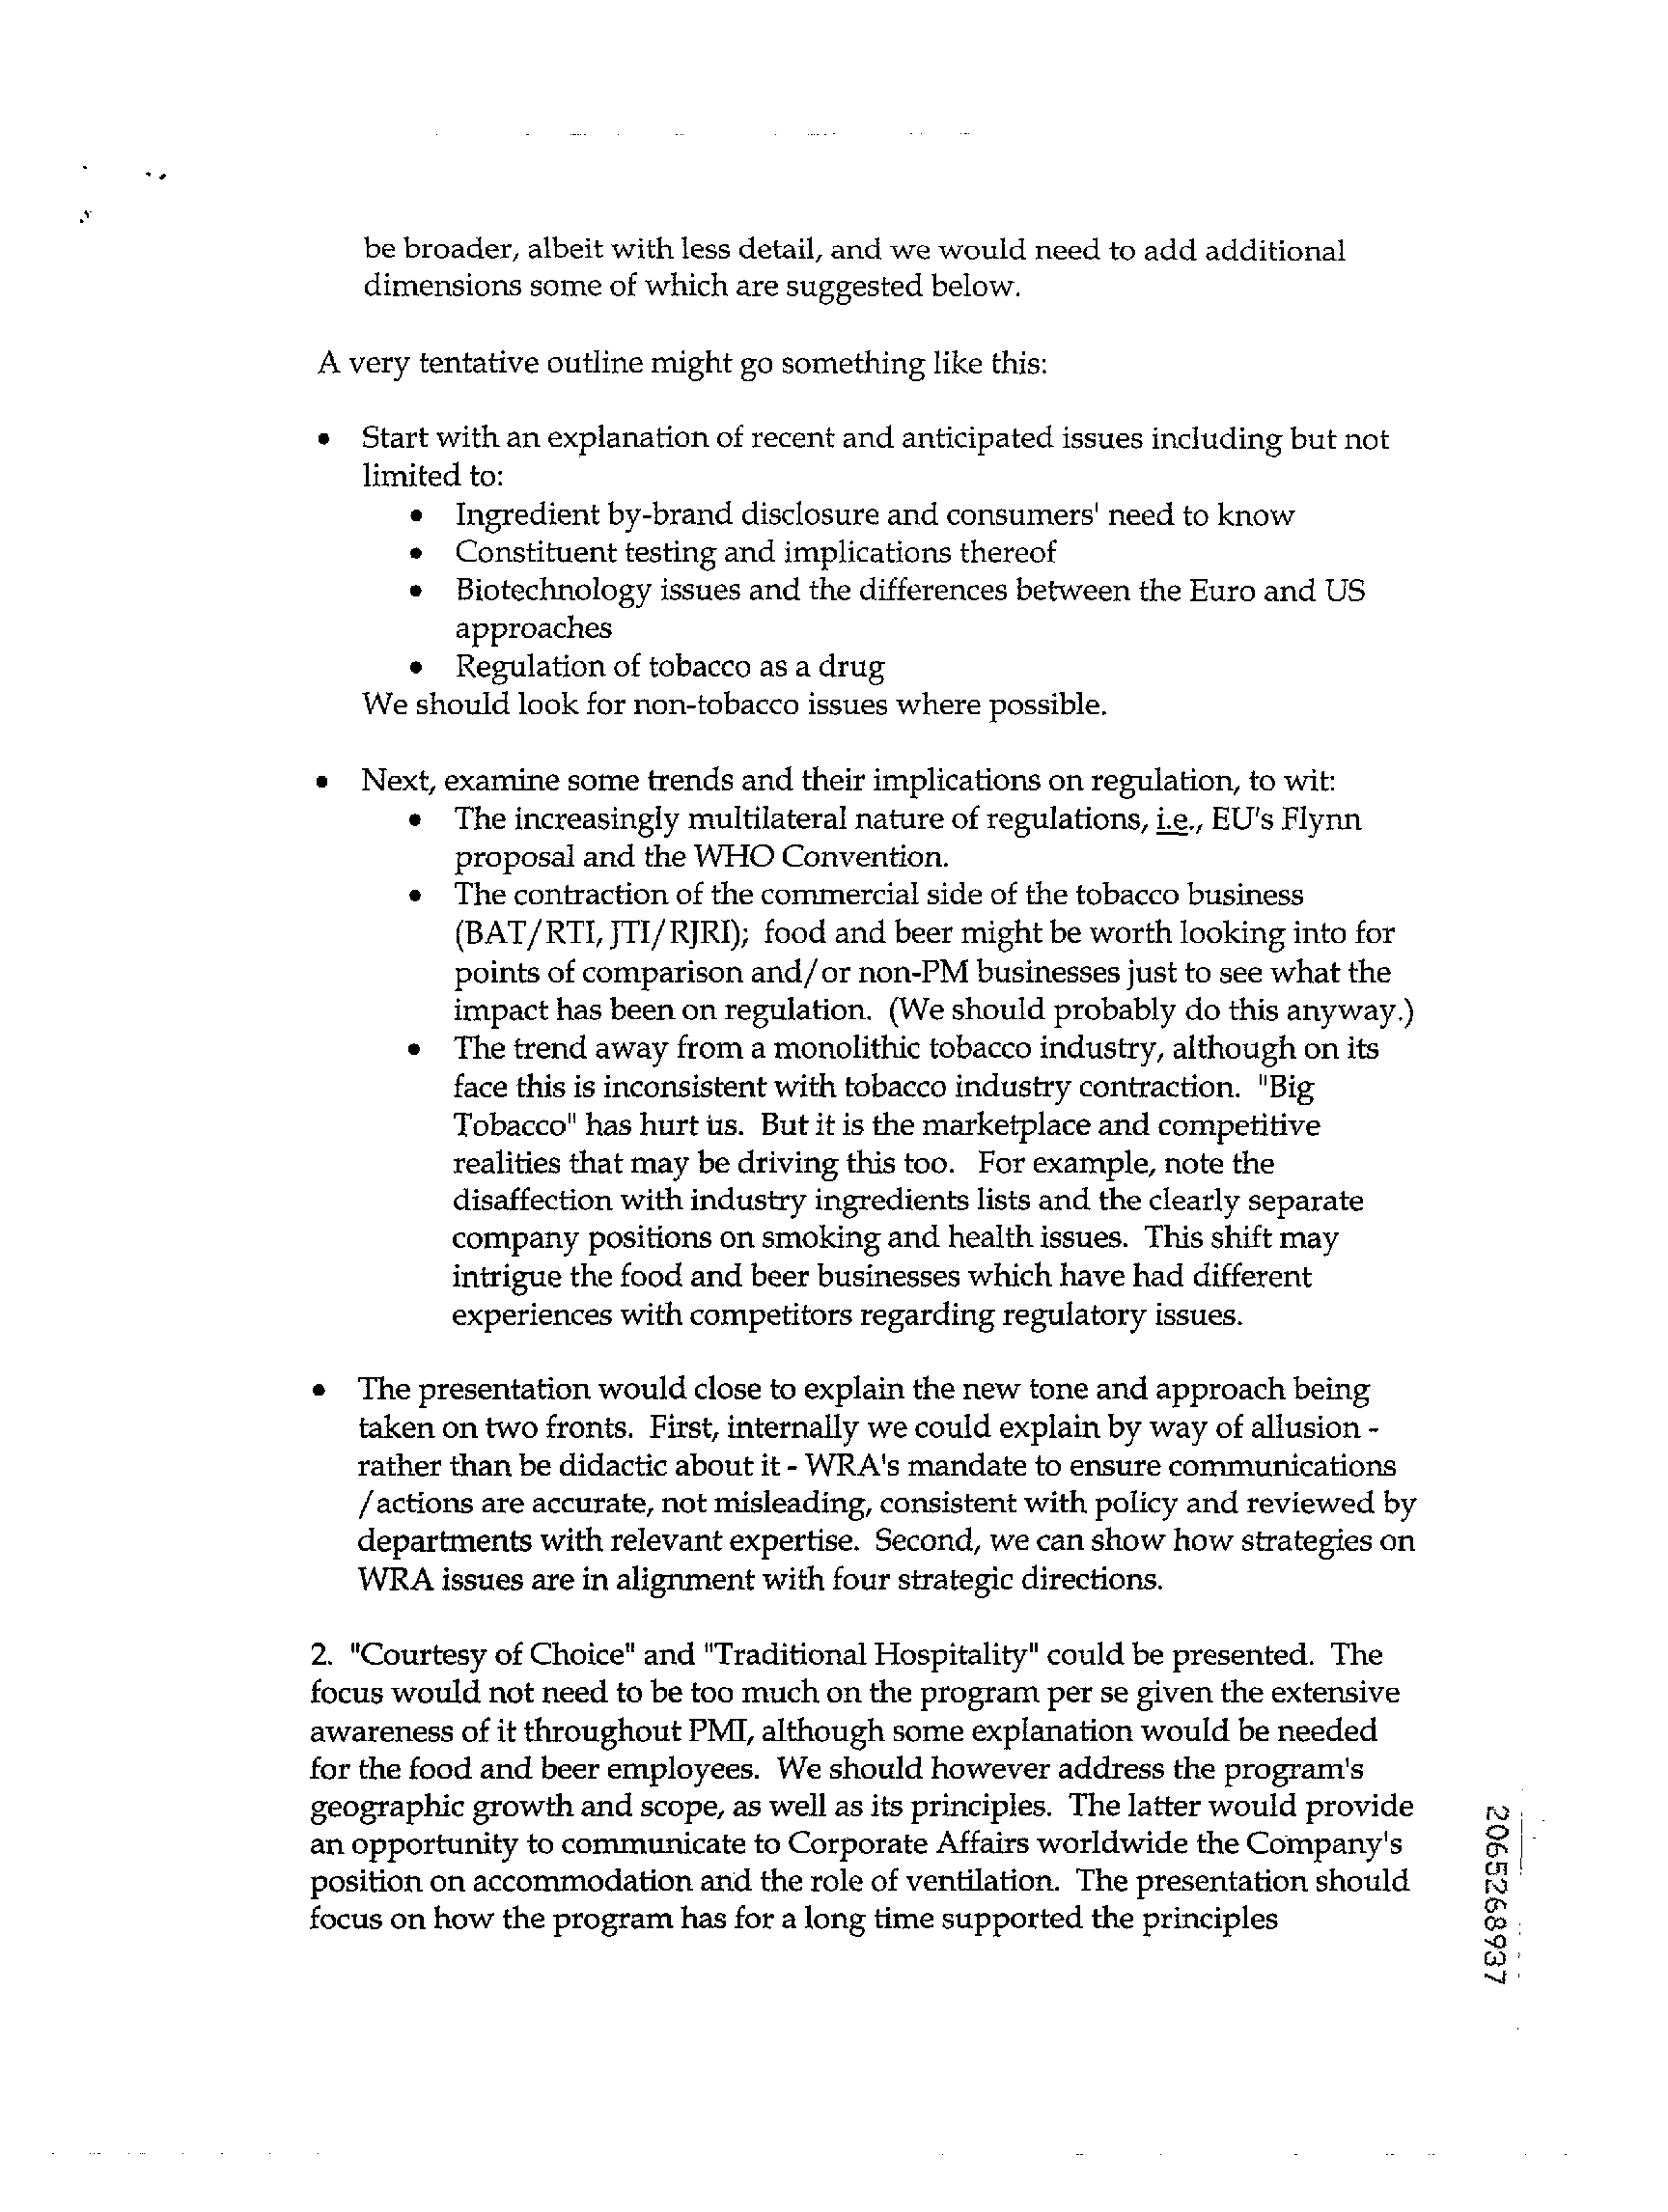 be broader, albeit with less detail, and we would need to add additional
dimensions some of which are suggested below.
A very tentative outline might go something like this:
• Start with an explanation of recent and anticipated issues including but not
limited to:
• Ingredient by-brand disclosure and consumers' need to know
• Constituent testing and implications thereof
• Biotechnology issues and the differences between the Euro and US
approaches
• Regulation of tobacco as a drug
We should look for non-tobacco issues where possible.
• Next, examine some trends and their implications on regulation, to wit:
• The increasingly multilateral nature of regulations, i.e., EU's Flynn
proposal and the WHO Convention.
• The contraction of the commercial side of the tobacco business
(BAT/RTI, JTI/RJRI); food and beer might be worth looking into for
points of comparison and/or non-PM businesses just to see what the
impact has been on regulation. (We should probably do this anyway.)
• The trend away from a monolithic tobacco industry, although on its
face this is inconsistent with tobacco industry contraction. "Big
Tobacco" has hurt us. But it is the marketplace and competitive
realities that may be driving this too. For example, note the
disaffection with industry ingredients lists and the clearly separate
company positions on smoking and health issues. This shift may
intrigue the food and beer businesses which have had different
experiences with competitors regarding regulatory issues.
• The presentation would close to explain the new tone and approach being
taken on two fronts. First, internally we could explain by way of allusion -
rather than be didactic about it - WRA's mandate to ensure communications
/actions are accurate, not misleading, consistent with policy and reviewed by
departments with relevant expertise. Second, we can show how strategies on
WRA issues are in alignment with four strategic directions.
2. "Courtesy of Choice" and "Traditional Hospitality" could be presented. The
focus would not need to be too much on the program per se given the extensive
awareness of it throughout PMI, although some explanation would be needed
for the food and beer employees. We should however address the program's
geographic growth and scope, as well as its principles. The latter would provide
an opportunity to communicate to Corporate Affairs worldwide the Company's
position on accommodation and the role of ventilation. The presentation should
focus on how the program has for a long time supported the principles
2065268937